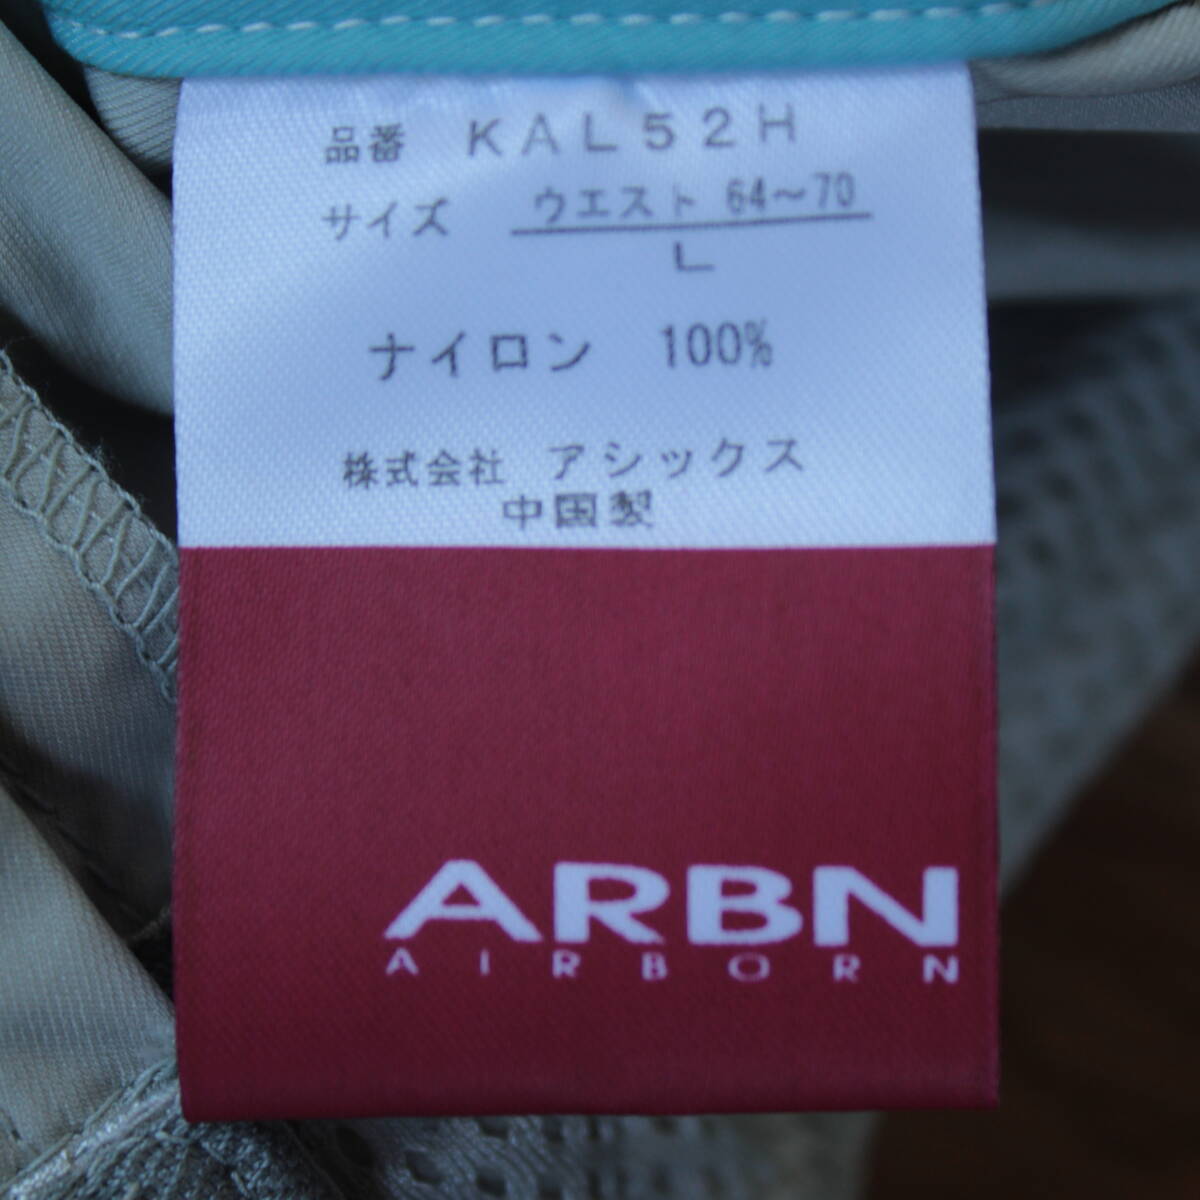 品番 KAL52H
サイズ ウエスト 64〜70
L
ナイロン 100%
株式会社 アシックス
中国製
ARBN
AIRBORN